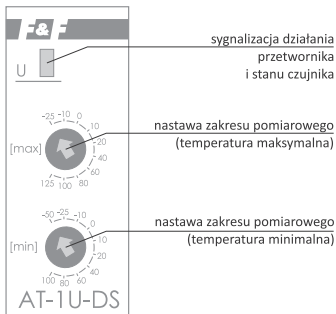 F&F
sygnalizacja działania
przetwornika
i stanu czujnika
U
-25 -10 0 10 20 40 60 80 100 125
[max]
nastawa zakresu pomiarowego
(temperatura maksymalna)
-50 -25 -10 0 10 20 40 60 80 100
[min]
nastawa zakresu pomiarowego
(temperatura minimalna)
AT-1U-DS